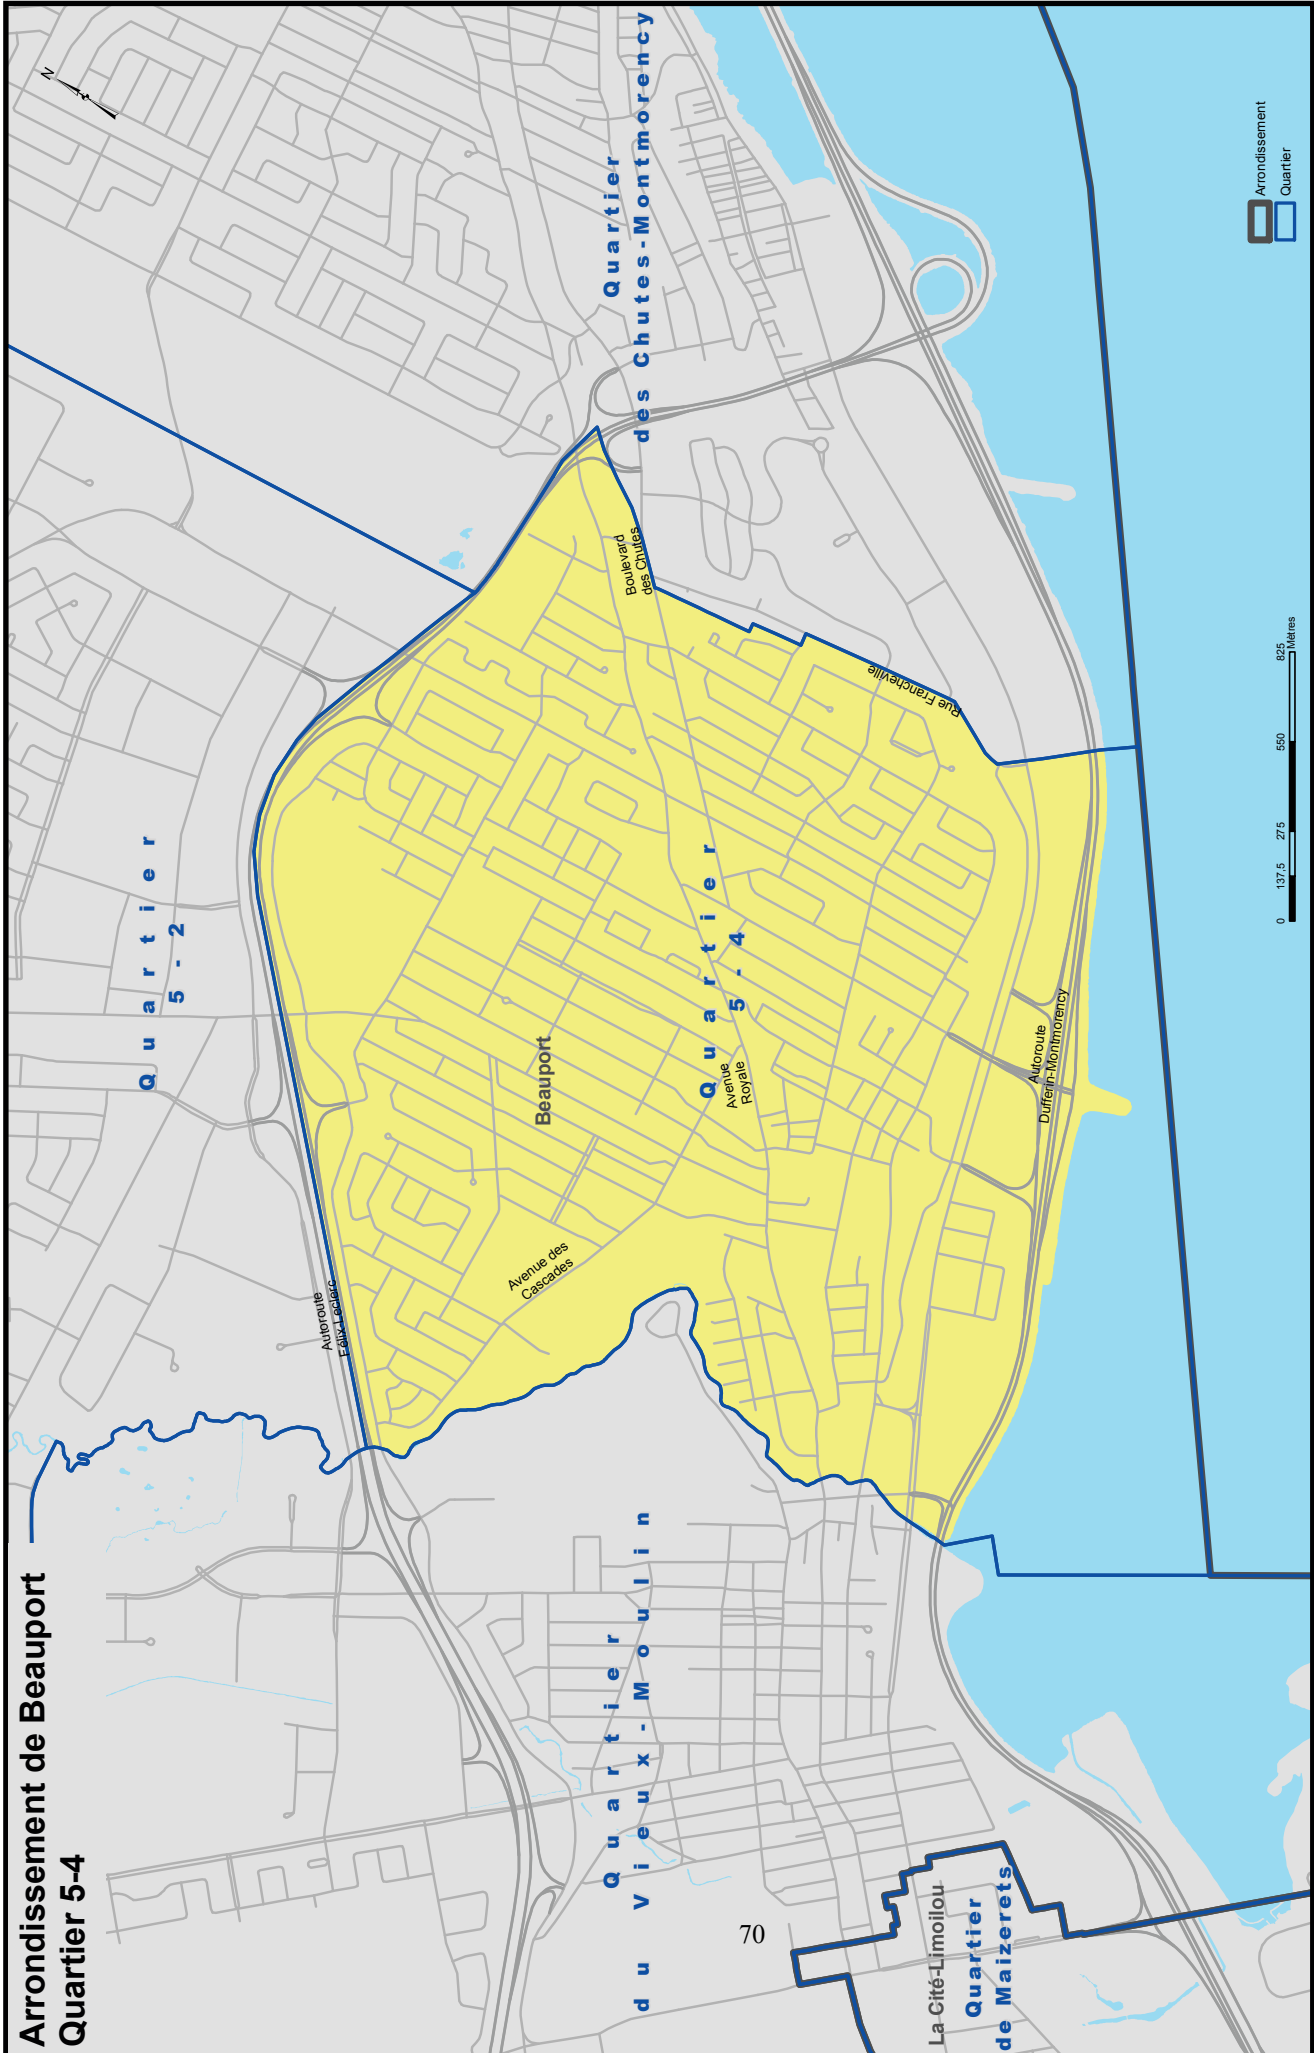 Arrondissement de Beauport
Quartier 5-4
N
Quartier
5-2
Quartier
des Chutes-Montmorency
Autoroute
Félix-Leclerc
Beauport
Avenue des
Cascades
Boulevard
des Chutes
Quartier
5-4
Avenue
Royale
Rue Francheville
Autoroute
Dufferin-Montmorency
Quartier
du Vieux-Moulin
La Cité-Limoilou
Quartier
de Maizerets
Arrondissement
Quartier
0 137,5 275 550 825
Mètres
70